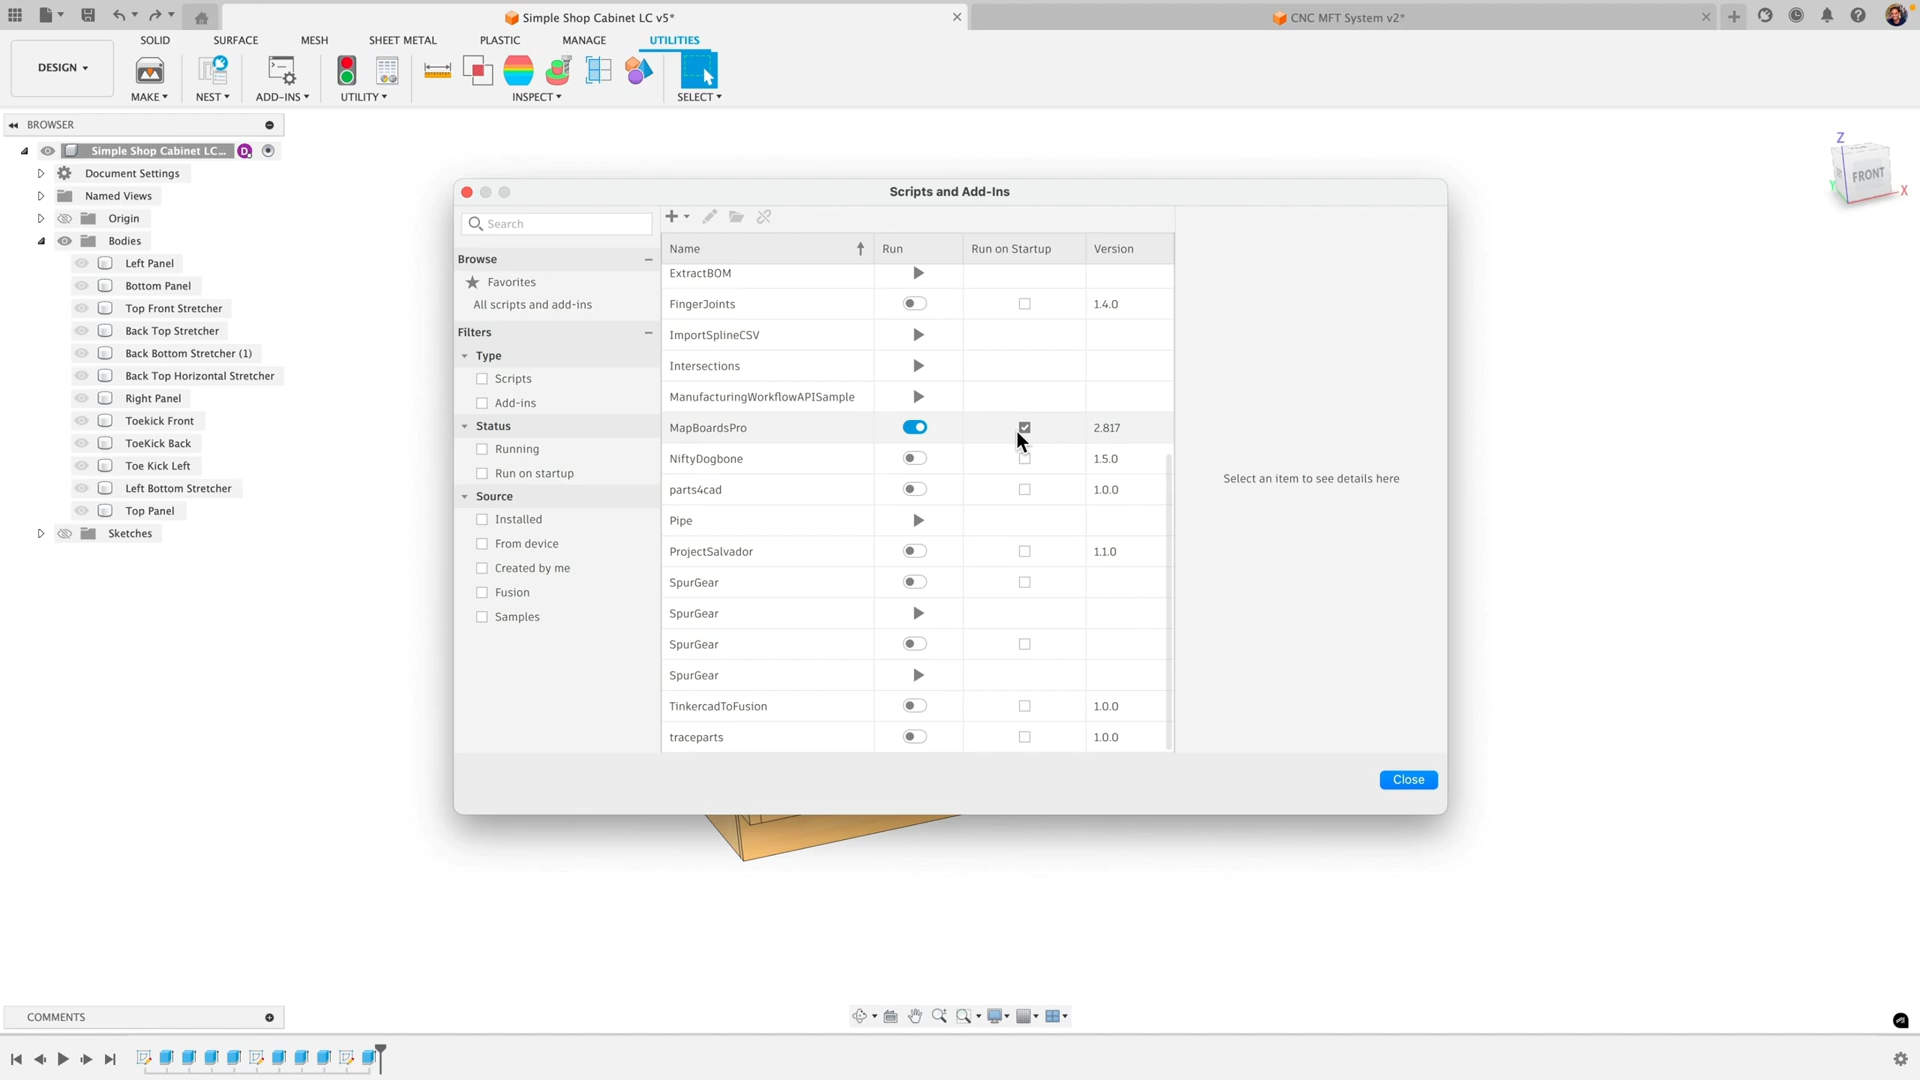 Simple Shop Cabinet LC v5*
CNC MFT System v2*
SOLID
SURFACE
MESH
SHEET METAL
PLASTIC
MANAGE
UTILITIES
DESIGN
MAKE
NEST
ADD-INS
UTILITY
INSPECT
SELECT
BROWSER
Simple Shop Cabinet LC...
D
Document Settings
Named Views
Origin
Bodies
Left Panel
Bottom Panel
Top Front Stretcher
Back Top Stretcher
Back Bottom Stretcher (1)
Back Top Horizontal Stretcher
Right Panel
Toekick Front
ToeKick Back
Toe Kick Left
Left Bottom Stretcher
Top Panel
Sketches
Scripts and Add-Ins
Search
Browse
Favorites
All scripts and add-ins
Filters
Type
Scripts
Add-ins
Status
Running
Run on startup
Source
Installed
From device
Created by me
Fusion
Samples
Name Run Run on Startup Version
ExtractBOM
FingerJoints 1.4.0
ImportSplineCSV
Intersections
ManufacturingWorkflowAPISample
MapBoardsPro 2.817
NiftyDogbone 1.5.0
parts4cad 1.0.0
Pipe
ProjectSalvador 1.1.0
SpurGear
SpurGear
SpurGear
SpurGear
TinkercadToFusion 1.0.0
traceparts 1.0.0
Select an item to see details here
Close
Z
FRONT
X
Y
COMMENTS